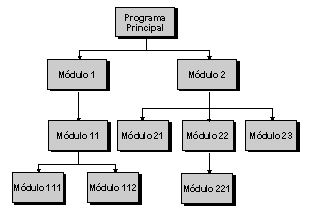 Programa
Principal
Módulo 1
Módulo 2
Módulo 11
Módulo 21
Módulo 22
Módulo 23
Módulo 111
Módulo 112
Módulo 221